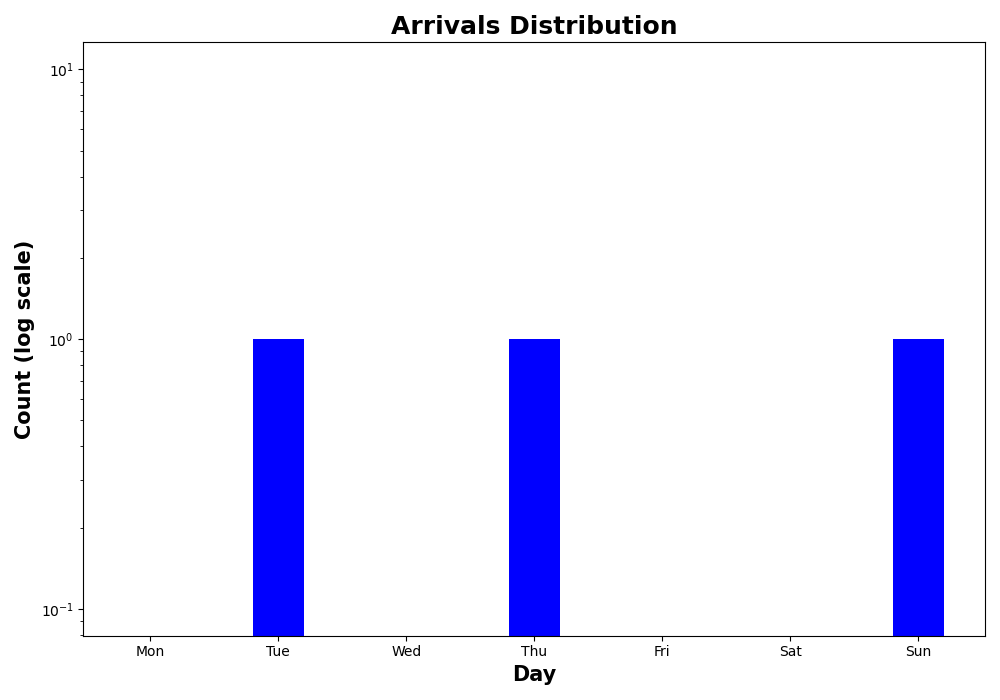 Arrivals Distribution
Count (log scale)
10¹
10⁰
10⁻¹
Mon Tue Wed Thu Fri Sat Sun
Day